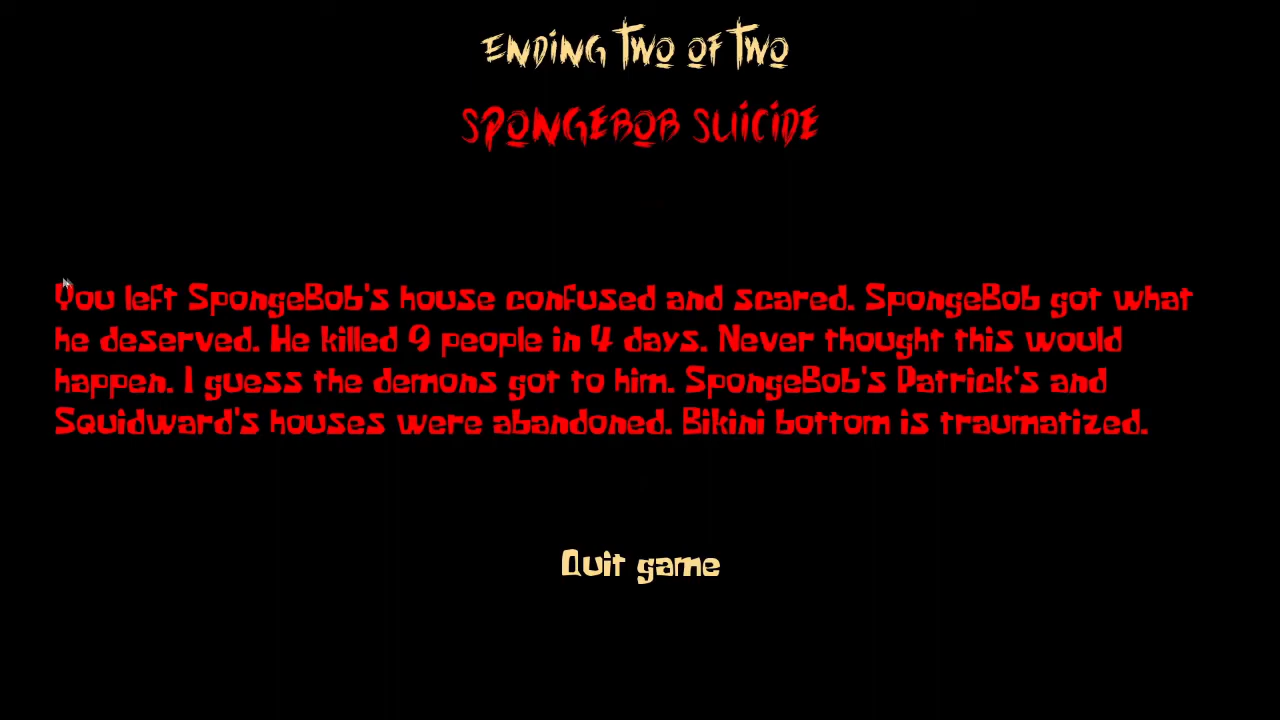 ENDING TWO OF TWO
SPONGEBOB SUICIDE
You left SpongeBob's house confused and scared. SpongeBob got what
he deserved. He killed 9 people in 4 days. Never thought this would
happen. I guess the demons got to him. SpongeBob's Patrick's and
Squidward's houses were abandoned. Bikini bottom is traumatized.
Quit game